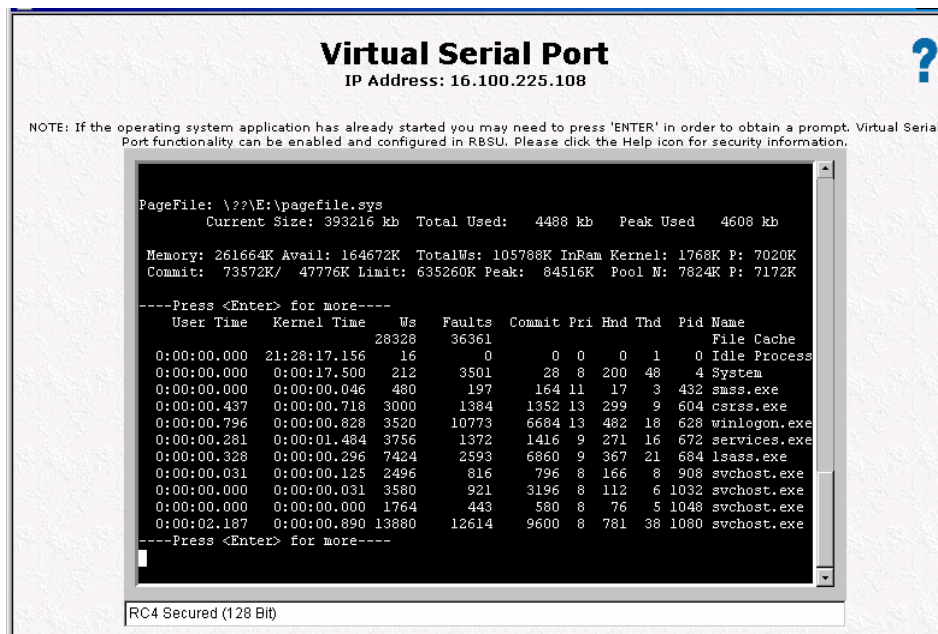 Virtual Serial Port
IP Address: 16.100.225.108
?
NOTE: If the operating system application has already started you may need to press 'ENTER' in order to obtain a prompt. Virtual Serial
Port functionality can be enabled and configured in RBSU. Please click the Help icon for security information.
PageFile: \??\E:\pagefile.sys
Current Size: 393216 kb Total Used: 4488 kb Peak Used 4608 kb
Memory: 261664K Avail: 164672K TotalWs: 105788K InRam Kernel: 1768K P: 7020K
Commit: 73572K/ 47776K Limit: 635260K Peak: 84516K Pool N: 7824K P: 7172K
----Press <Enter> for more----
User Time Kernel Time Ws Faults Commit Pri Hnd Thd Pid Name
28328 36361 File Cache
0:00:00.000 21:28:17.156 16 0 0 0 0 1 0 Idle Process
0:00:00.000 0:00:17.500 212 3501 28 8 200 48 4 System
0:00:00.000 0:00:00.046 480 197 164 11 17 3 432 smss.exe
0:00:00.437 0:00:00.718 3000 1384 1352 13 299 9 604 csrss.exe
0:00:00.796 0:00:00.828 3520 10773 6684 13 482 18 628 winlogon.exe
0:00:00.281 0:00:01.484 3756 1372 1416 9 271 16 672 services.exe
0:00:00.328 0:00:00.296 7424 2593 6860 9 367 21 684 lsass.exe
0:00:00.031 0:00:00.125 2496 816 796 8 166 8 908 svchost.exe
0:00:00.000 0:00:00.031 3580 921 3196 8 112 6 1032 svchost.exe
0:00:00.000 0:00:00.000 1764 443 580 8 76 5 1048 svchost.exe
0:00:02.187 0:00:00.890 13880 12614 9600 8 781 38 1080 svchost.exe
----Press <Enter> for more----
RC4 Secured (128 Bit)